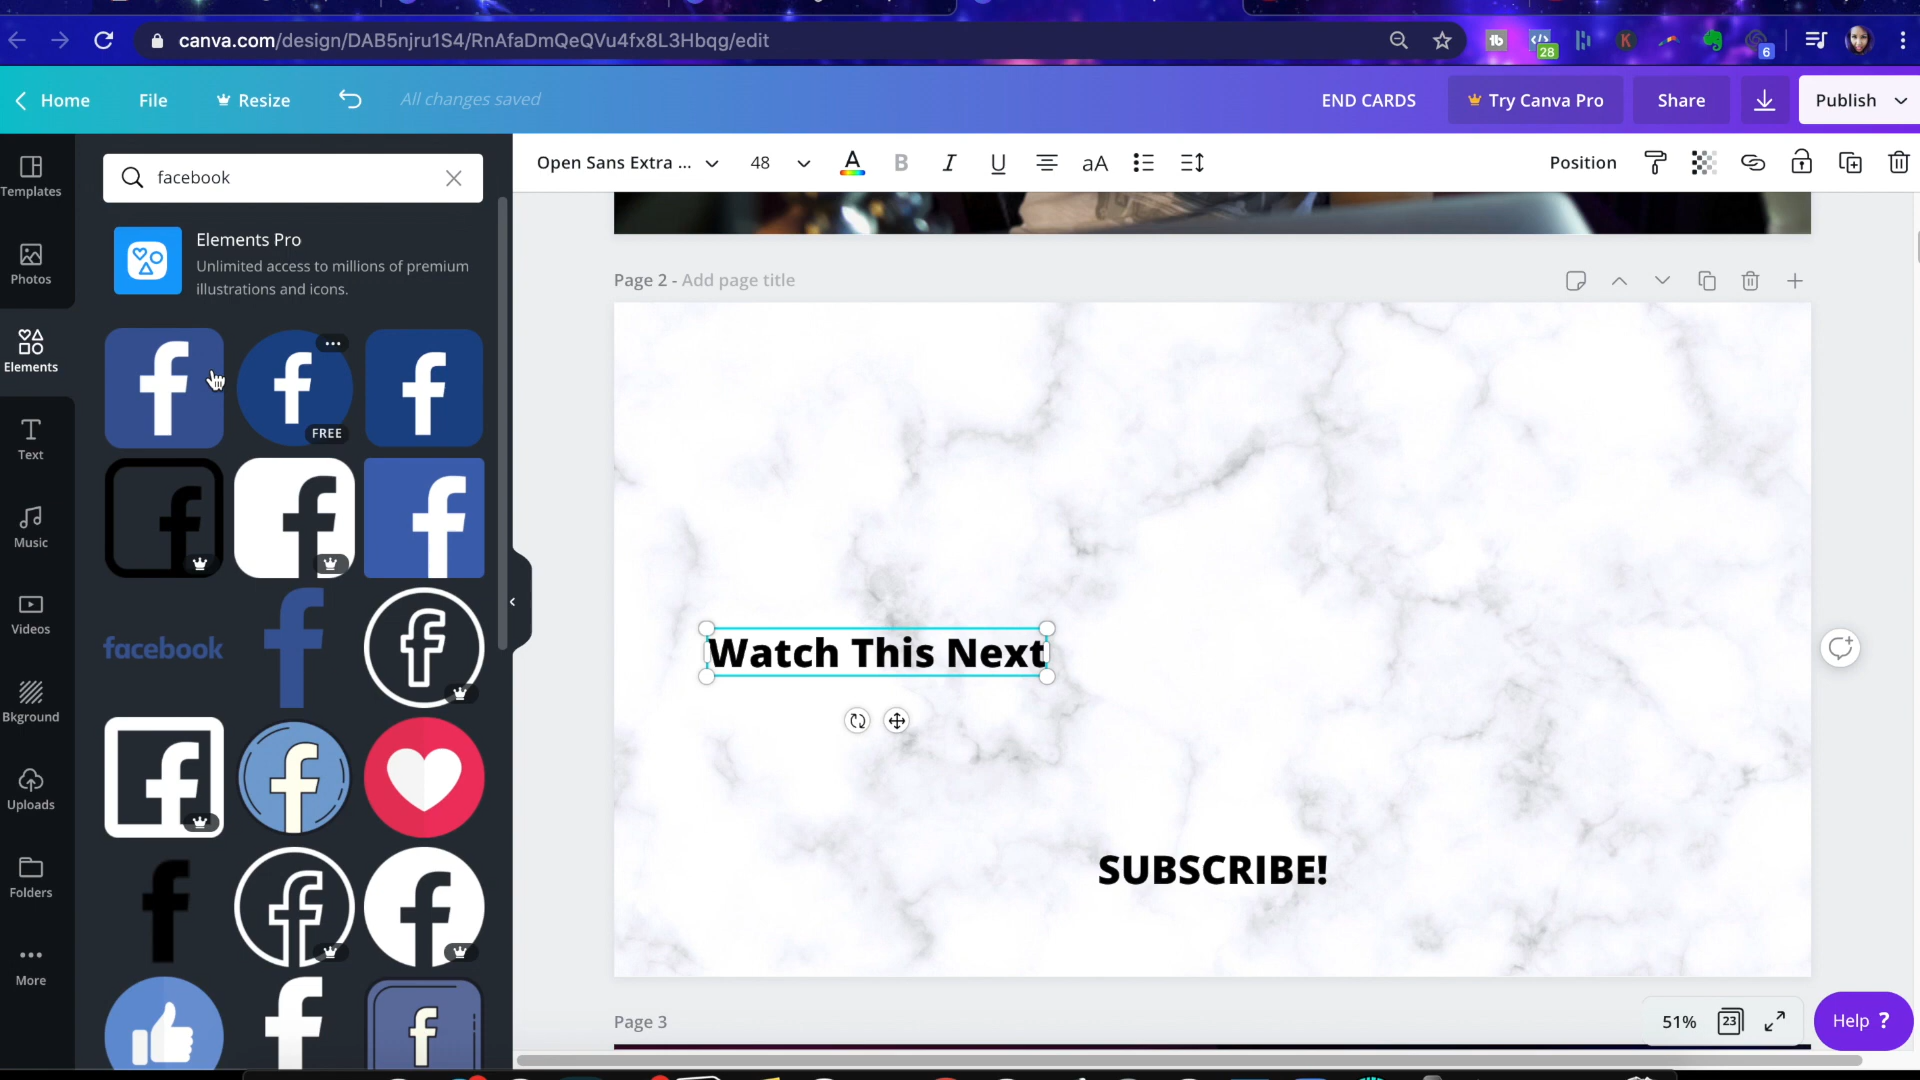 canva.com/design/DAB5njru1S4/RnAfaDmQeQVu4fx8L3Hbqg/edit
28
6
Home
File
Resize
All changes saved
END CARDS
Try Canva Pro
Share
Publish
Templates
Photos
Elements
Text
Music
Videos
Bkground
Uploads
Folders
More
facebook
Elements Pro
Unlimited access to millions of premium
illustrations and icons.
FREE
facebook
Open Sans Extra ...
48
A
B
I
U
aA
Position
Page 2 - Add page title
Watch This Next
SUBSCRIBE!
Page 3
51%
23
Help ?